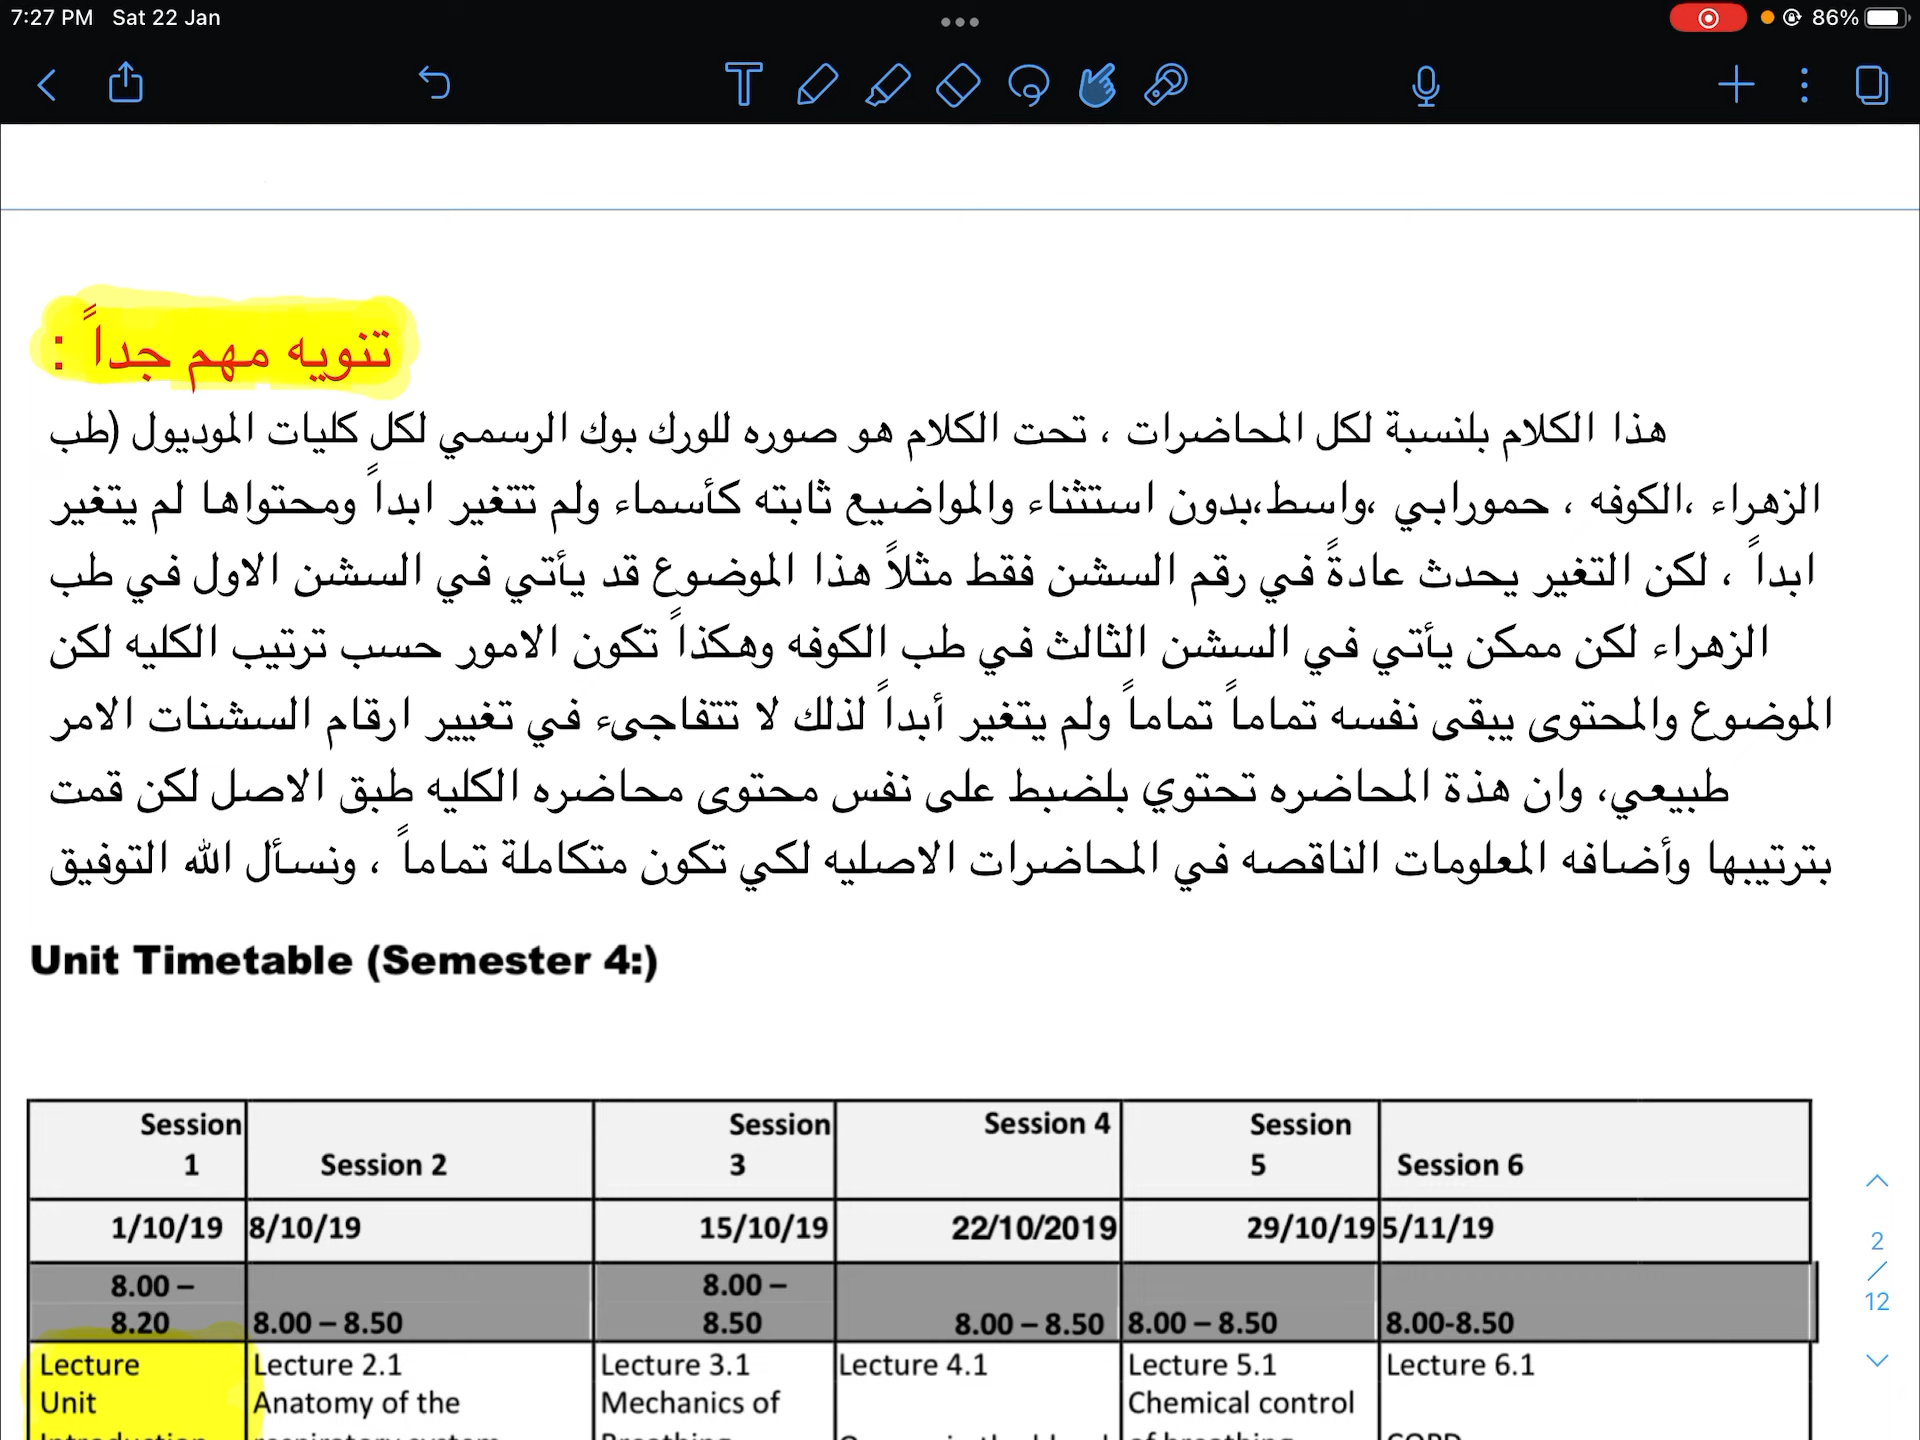 7:27 PM Sat 22 Jan
86%
تنويه مهم جداً :
هذا الكلام بلنسبة لكل المحاضرات ، تحت الكلام هو صوره للورك بوك الرسمي لكل كليات الموديول (طب
الزهراء ،الكوفه ، حمورابي ،واسط،بدون استثناء والمواضيع ثابته كأسماء ولم تتغير ابداً ومحتواها لم يتغير
ابداً ، لكن التغير يحدث عادةً في رقم السشن فقط مثلاً هذا الموضوع قد يأتي في السشن الاول في طب
الزهراء لكن ممكن يأتي في السشن الثالث في طب الكوفه وهكذاً تكون الامور حسب ترتيب الكليه لكن
الموضوع والمحتوى يبقى نفسه تماماً تماماً ولم يتغير أبداً لذلك لا تتفاجىء في تغيير ارقام السشنات الامر
طبيعي، وان هذة المحاضره تحتوي بلضبط على نفس محتوى محاضره الكليه طبق الاصل لكن قمت
بترتيبها وأضافه المعلومات الناقصه في المحاضرات الاصليه لكي تكون متكاملة تماماً ، ونسأل الله التوفيق
Unit Timetable (Semester 4:)
Session 1 Session 2 Session 3 Session 4 Session 5 Session 6
1/10/19 8/10/19 15/10/19 22/10/2019 29/10/19 5/11/19
8.00 – 8.20 8.00 – 8.50 8.00 – 8.50 8.00 – 8.50 8.00 – 8.50 8.00-8.50
Lecture Lecture 2.1 Lecture 3.1 Lecture 4.1 Lecture 5.1 Lecture 6.1
Unit Anatomy of the Mechanics of Chemical control
2
/
12